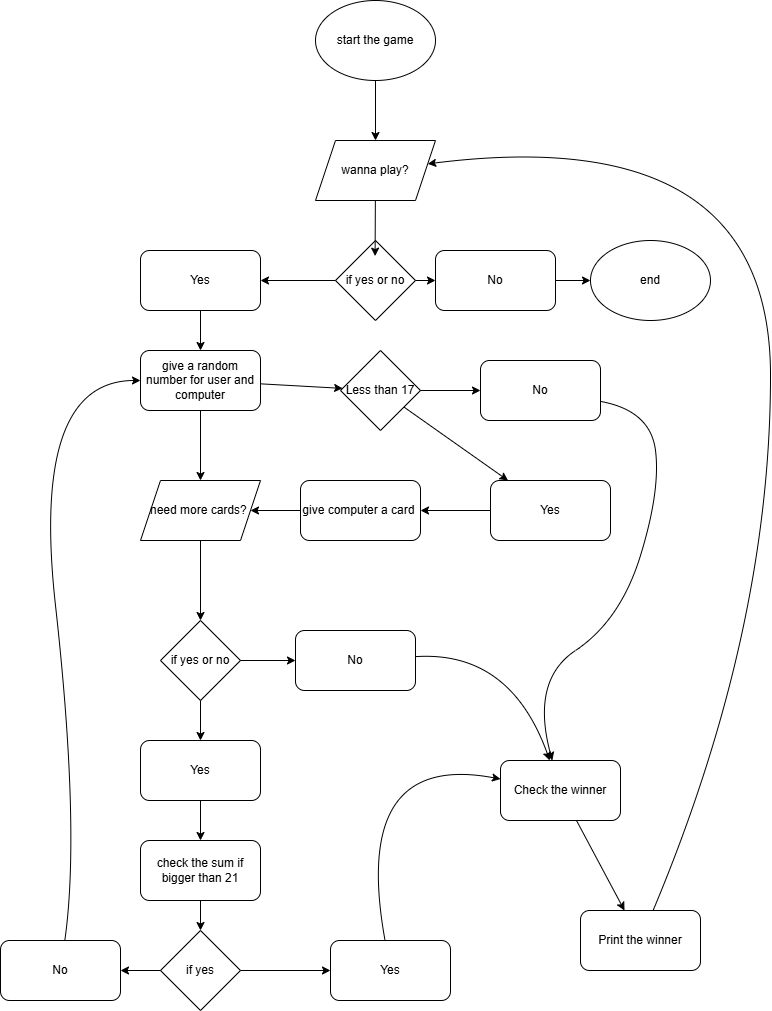 start the game
wanna play?
Yes
if yes or no
No
end
give a random
number for user and
computer
Less than 17
No
need more cards?
give computer a card
Yes
if yes or no
No
Yes
Check the winner
check the sum if
bigger than 21
Print the winner
No
if yes
Yes